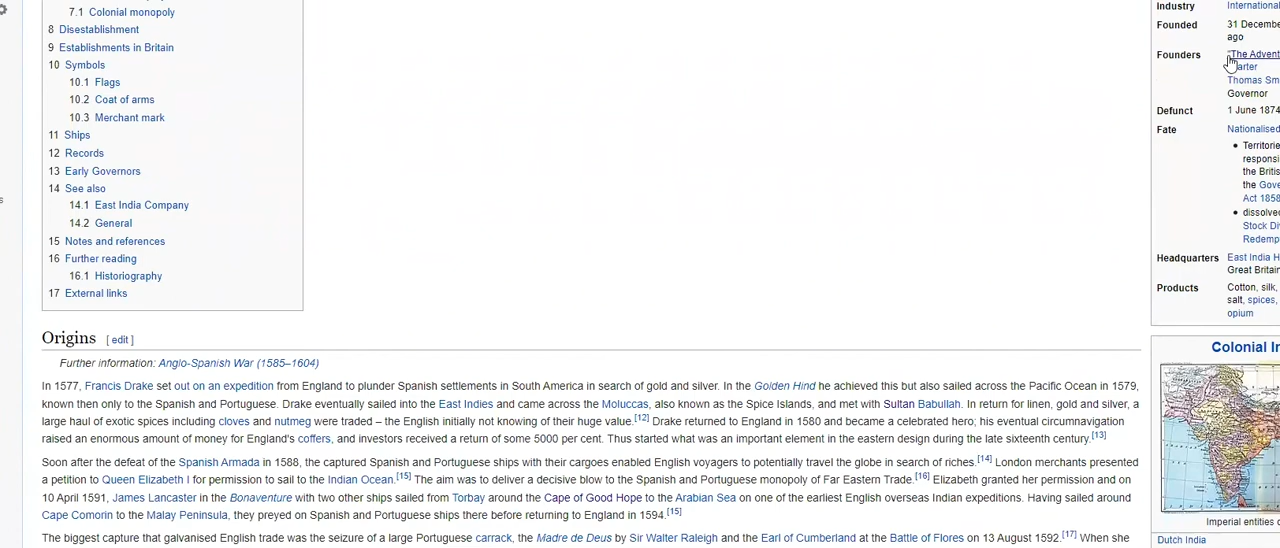 7.1 Colonial monopoly
8 Disestablishment
9 Establishments in Britain
10 Symbols
10.1 Flags
10.2 Coat of arms
10.3 Merchant mark
11 Ships
12 Records
13 Early Governors
14 See also
14.1 East India Company
14.2 General
15 Notes and references
16 Further reading
16.1 Historiography
17 External links
Origins [ edit ]
Further information: Anglo-Spanish War (1585–1604)
In 1577, Francis Drake set out on an expedition from England to plunder Spanish settlements in South America in search of gold and silver. In the Golden Hind he achieved this but also sailed across the Pacific Ocean in 1579,
known then only to the Spanish and Portuguese. Drake eventually sailed into the East Indies and came across the Moluccas, also known as the Spice Islands, and met with Sultan Babullah. In return for linen, gold and silver, a
large haul of exotic spices including cloves and nutmeg were traded – the English initially not knowing of their huge value.[12] Drake returned to England in 1580 and became a celebrated hero; his eventual circumnavigation
raised an enormous amount of money for England's coffers, and investors received a return of some 5000 per cent. Thus started what was an important element in the eastern design during the late sixteenth century.[13]
Soon after the defeat of the Spanish Armada in 1588, the captured Spanish and Portuguese ships with their cargoes enabled English voyagers to potentially travel the globe in search of riches.[14] London merchants presented
a petition to Queen Elizabeth I for permission to sail to the Indian Ocean.[15] The aim was to deliver a decisive blow to the Spanish and Portuguese monopoly of Far Eastern Trade.[16] Elizabeth granted her permission and on
10 April 1591, James Lancaster in the Bonaventure with two other ships sailed from Torbay around the Cape of Good Hope to the Arabian Sea on one of the earliest English overseas Indian expeditions. Having sailed around
Cape Comorin to the Malay Peninsula, they preyed on Spanish and Portuguese ships there before returning to England in 1594.[15]
The biggest capture that galvanised English trade was the seizure of a large Portuguese carrack, the Madre de Deus by Sir Walter Raleigh and the Earl of Cumberland at the Battle of Flores on 13 August 1592.[17] When she
Industry International
Founded 31 Decembe
ago
Founders "The Advent
arter
Thomas Sm
Governor
Defunct 1 June 1874
Fate Nationalised
• Territorie
responsi
the Britis
the Gove
Act 1858
• dissolved
Stock Di
Redemp
Headquarters East India H
Great Britain
Products Cotton, silk,
salt, spices,
opium
Colonial In
Imperial entities o
Dutch India